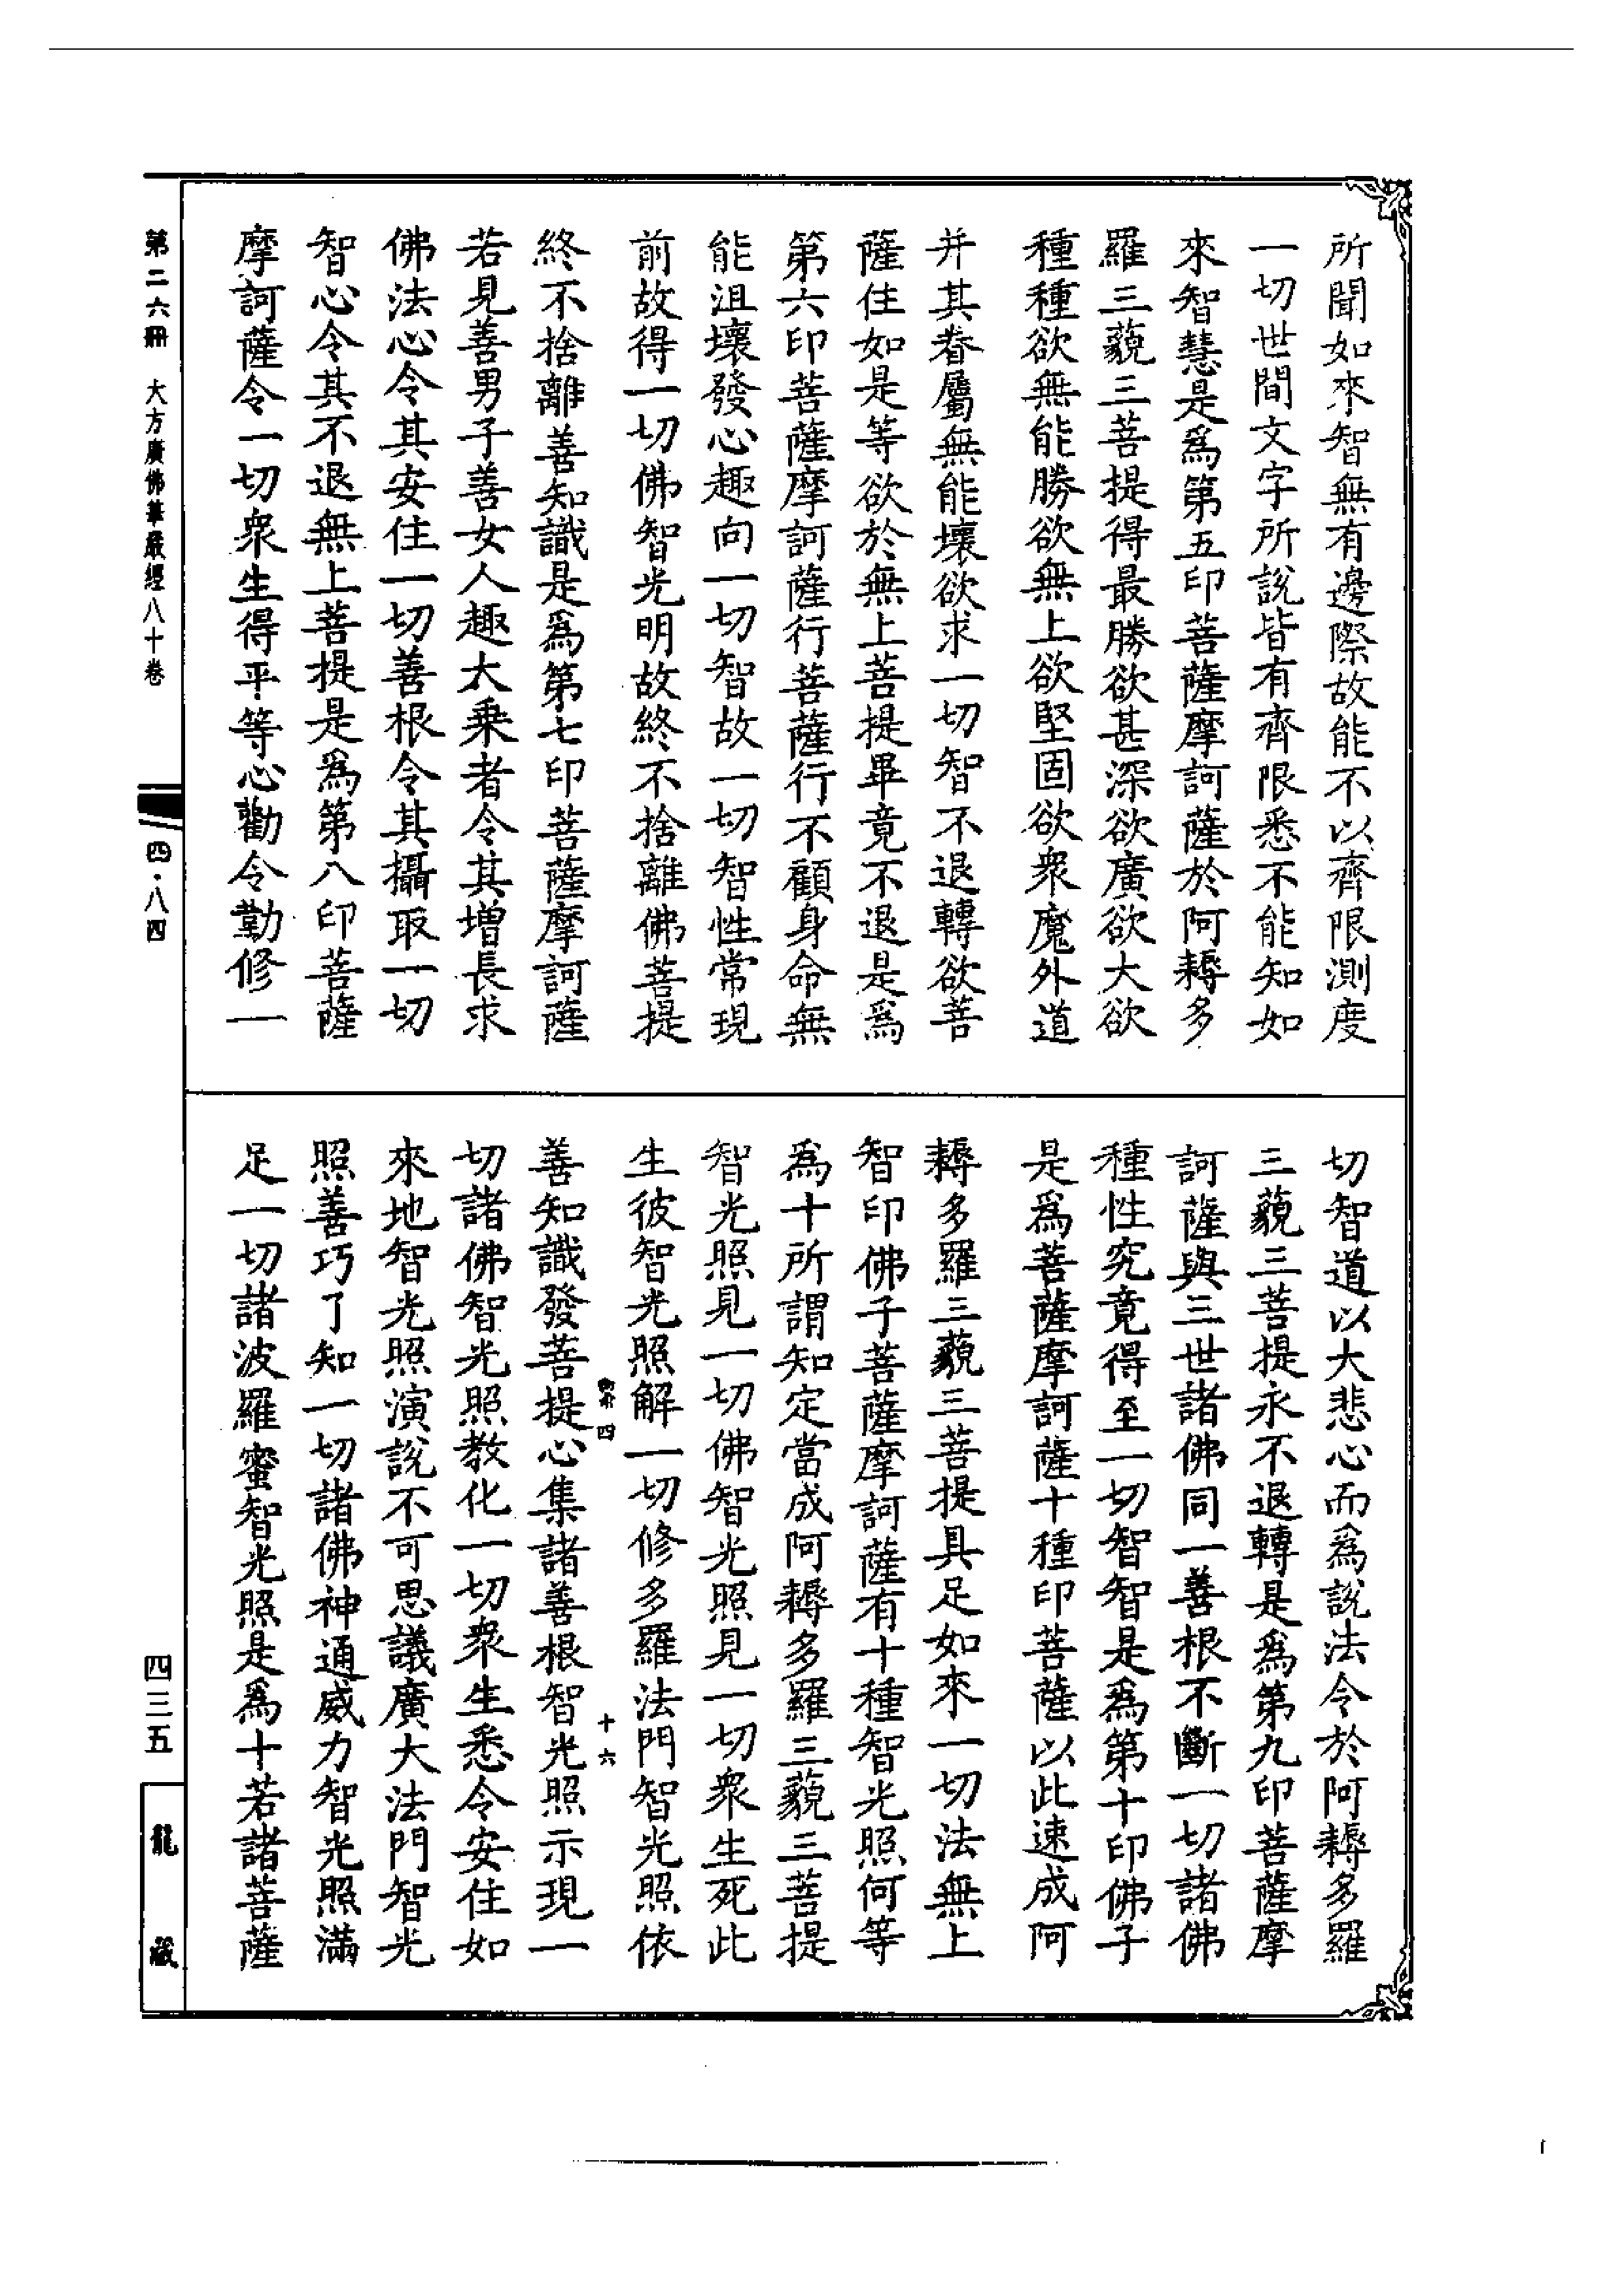 所聞如來智無有邊際故能不以齊限測度
一切世間文字所說皆有齊限悉不能知如
來智慧是爲第五印菩薩摩訶薩於阿耨多
羅三藐三菩提得最勝欲甚深欲廣欲大欲
種種欲無能勝欲無上欲堅固欲衆魔外道
并其眷屬無能壞欲求一切智不退轉欲菩
薩住如是等欲於無上菩提畢竟不退是爲
第六印菩薩摩訶薩行菩薩行不顧身命無
能沮壞發心趣向一切智故一切智性常現
前故得一切佛智光明故終不捨離佛菩提
終不捨離善知識是爲第七印菩薩摩訶薩
若見善男子善女人趣大乘者令其增長求
佛法心令其安住一切善根令其攝取一切
智心令其不退無上菩提是爲第八印菩薩
摩訶薩令一切衆生得平等心勸令勤修一
切智道以大悲心而爲說法令於阿耨多羅
三藐三菩提永不退轉是爲第九印菩薩摩
訶薩與三世諸佛同一善根不斷一切諸佛
種性究竟得至一切智智是爲第十印佛子
是爲菩薩摩訶薩十種印菩薩以此速成阿
耨多羅三藐三菩提具足如來一切法無上
智印佛子菩薩摩訶薩有十種智光照何等
爲十所謂知定當成阿耨多羅三藐三菩提
智光照見一切佛智光照見一切衆生死此
生彼智光照解一切修多羅法門智光照依
四 十六
善知識發菩提心集諸善根智光照示現一
切諸佛智光照教化一切衆生悉令安住如
來地智光照演說不可思議廣大法門智光
照善巧了知一切諸佛神通威力智光照滿
足一切諸波羅蜜智光照是爲十若諸菩薩
第二六冊 大方廣佛華嚴經八十卷
四·八四
四三五
龍藏